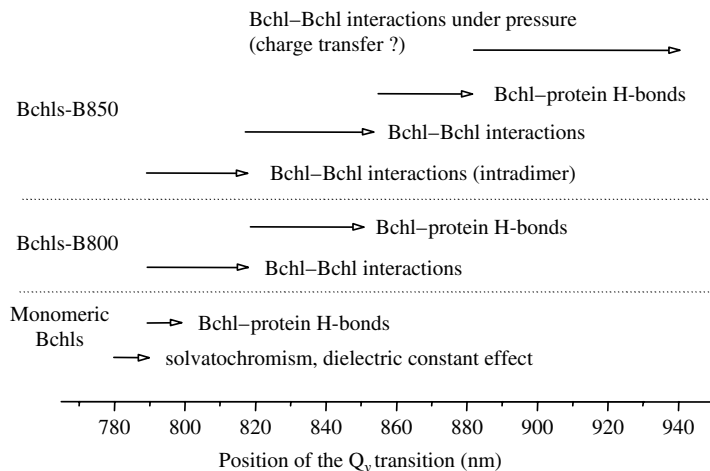 Bchl–Bchl interactions under pressure
(charge transfer ?)
Bchls-B850
Bchl–protein H-bonds
Bchl–Bchl interactions
Bchl–Bchl interactions (intradimer)
Bchls-B800
Bchl–protein H-bonds
Bchl–Bchl interactions
Monomeric
Bchls
Bchl–protein H-bonds
solvatochromism, dielectric constant effect
780 800 820 840 860 880 900 920 940
Position of the Qy transition (nm)